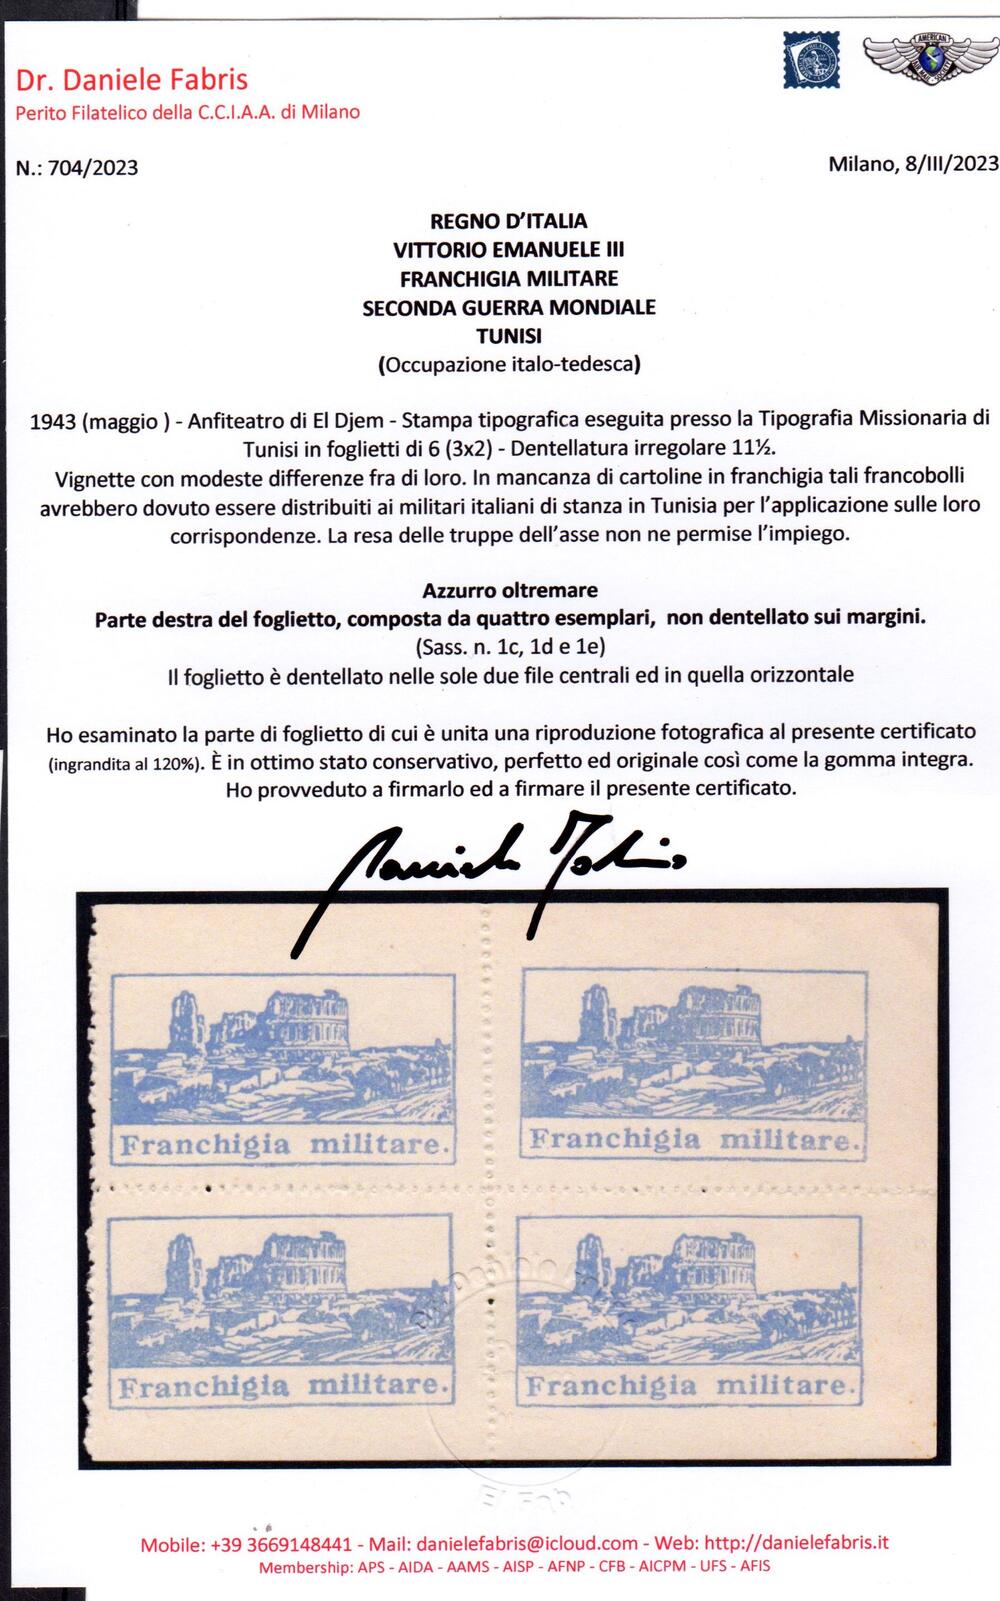 Dr. Daniele Fabris
Perito Filatelico della C.C.I.A.A. di Milano
AMERICAN
AIR MAIL SOCIETY
N.: 704/2023
Milano, 8/III/2023
REGNO D'ITALIA
VITTORIO EMANUELE III
FRANCHIGIA MILITARE
SECONDA GUERRA MONDIALE
TUNISI
(Occupazione italo-tedesca)
1943 (maggio ) - Anfiteatro di El Djem - Stampa tipografica eseguita presso la Tipografia Missionaria di
Tunisi in foglietti di 6 (3x2) - Dentellatura irregolare 11½.
Vignette con modeste differenze fra di loro. In mancanza di cartoline in franchigia tali francobolli
avrebbero dovuto essere distribuiti ai militari italiani di stanza in Tunisia per l'applicazione sulle loro
corrispondenze. La resa delle truppe dell'asse non ne permise l'impiego.
Azzurro oltremare
Parte destra del foglietto, composta da quattro esemplari, non dentellato sui margini.
(Sass. n. 1c, 1d e 1e)
Il foglietto è dentellato nelle sole due file centrali ed in quella orizzontale
Ho esaminato la parte di foglietto di cui è unita una riproduzione fotografica al presente certificato
(ingrandita al 120%). È in ottimo stato conservativo, perfetto ed originale così come la gomma integra.
Ho provveduto a firmarlo ed a firmare il presente certificato.
Franchigia militare.
Franchigia militare.
Franchigia militare.
Franchigia militare.
Mobile: +39 3669148441 - Mail: danielefabris@icloud.com - Web: http://danielefabris.it
Membership: APS - AIDA - AAMS - AISP - AFNP - CFB - AICPM - UFS - AFIS